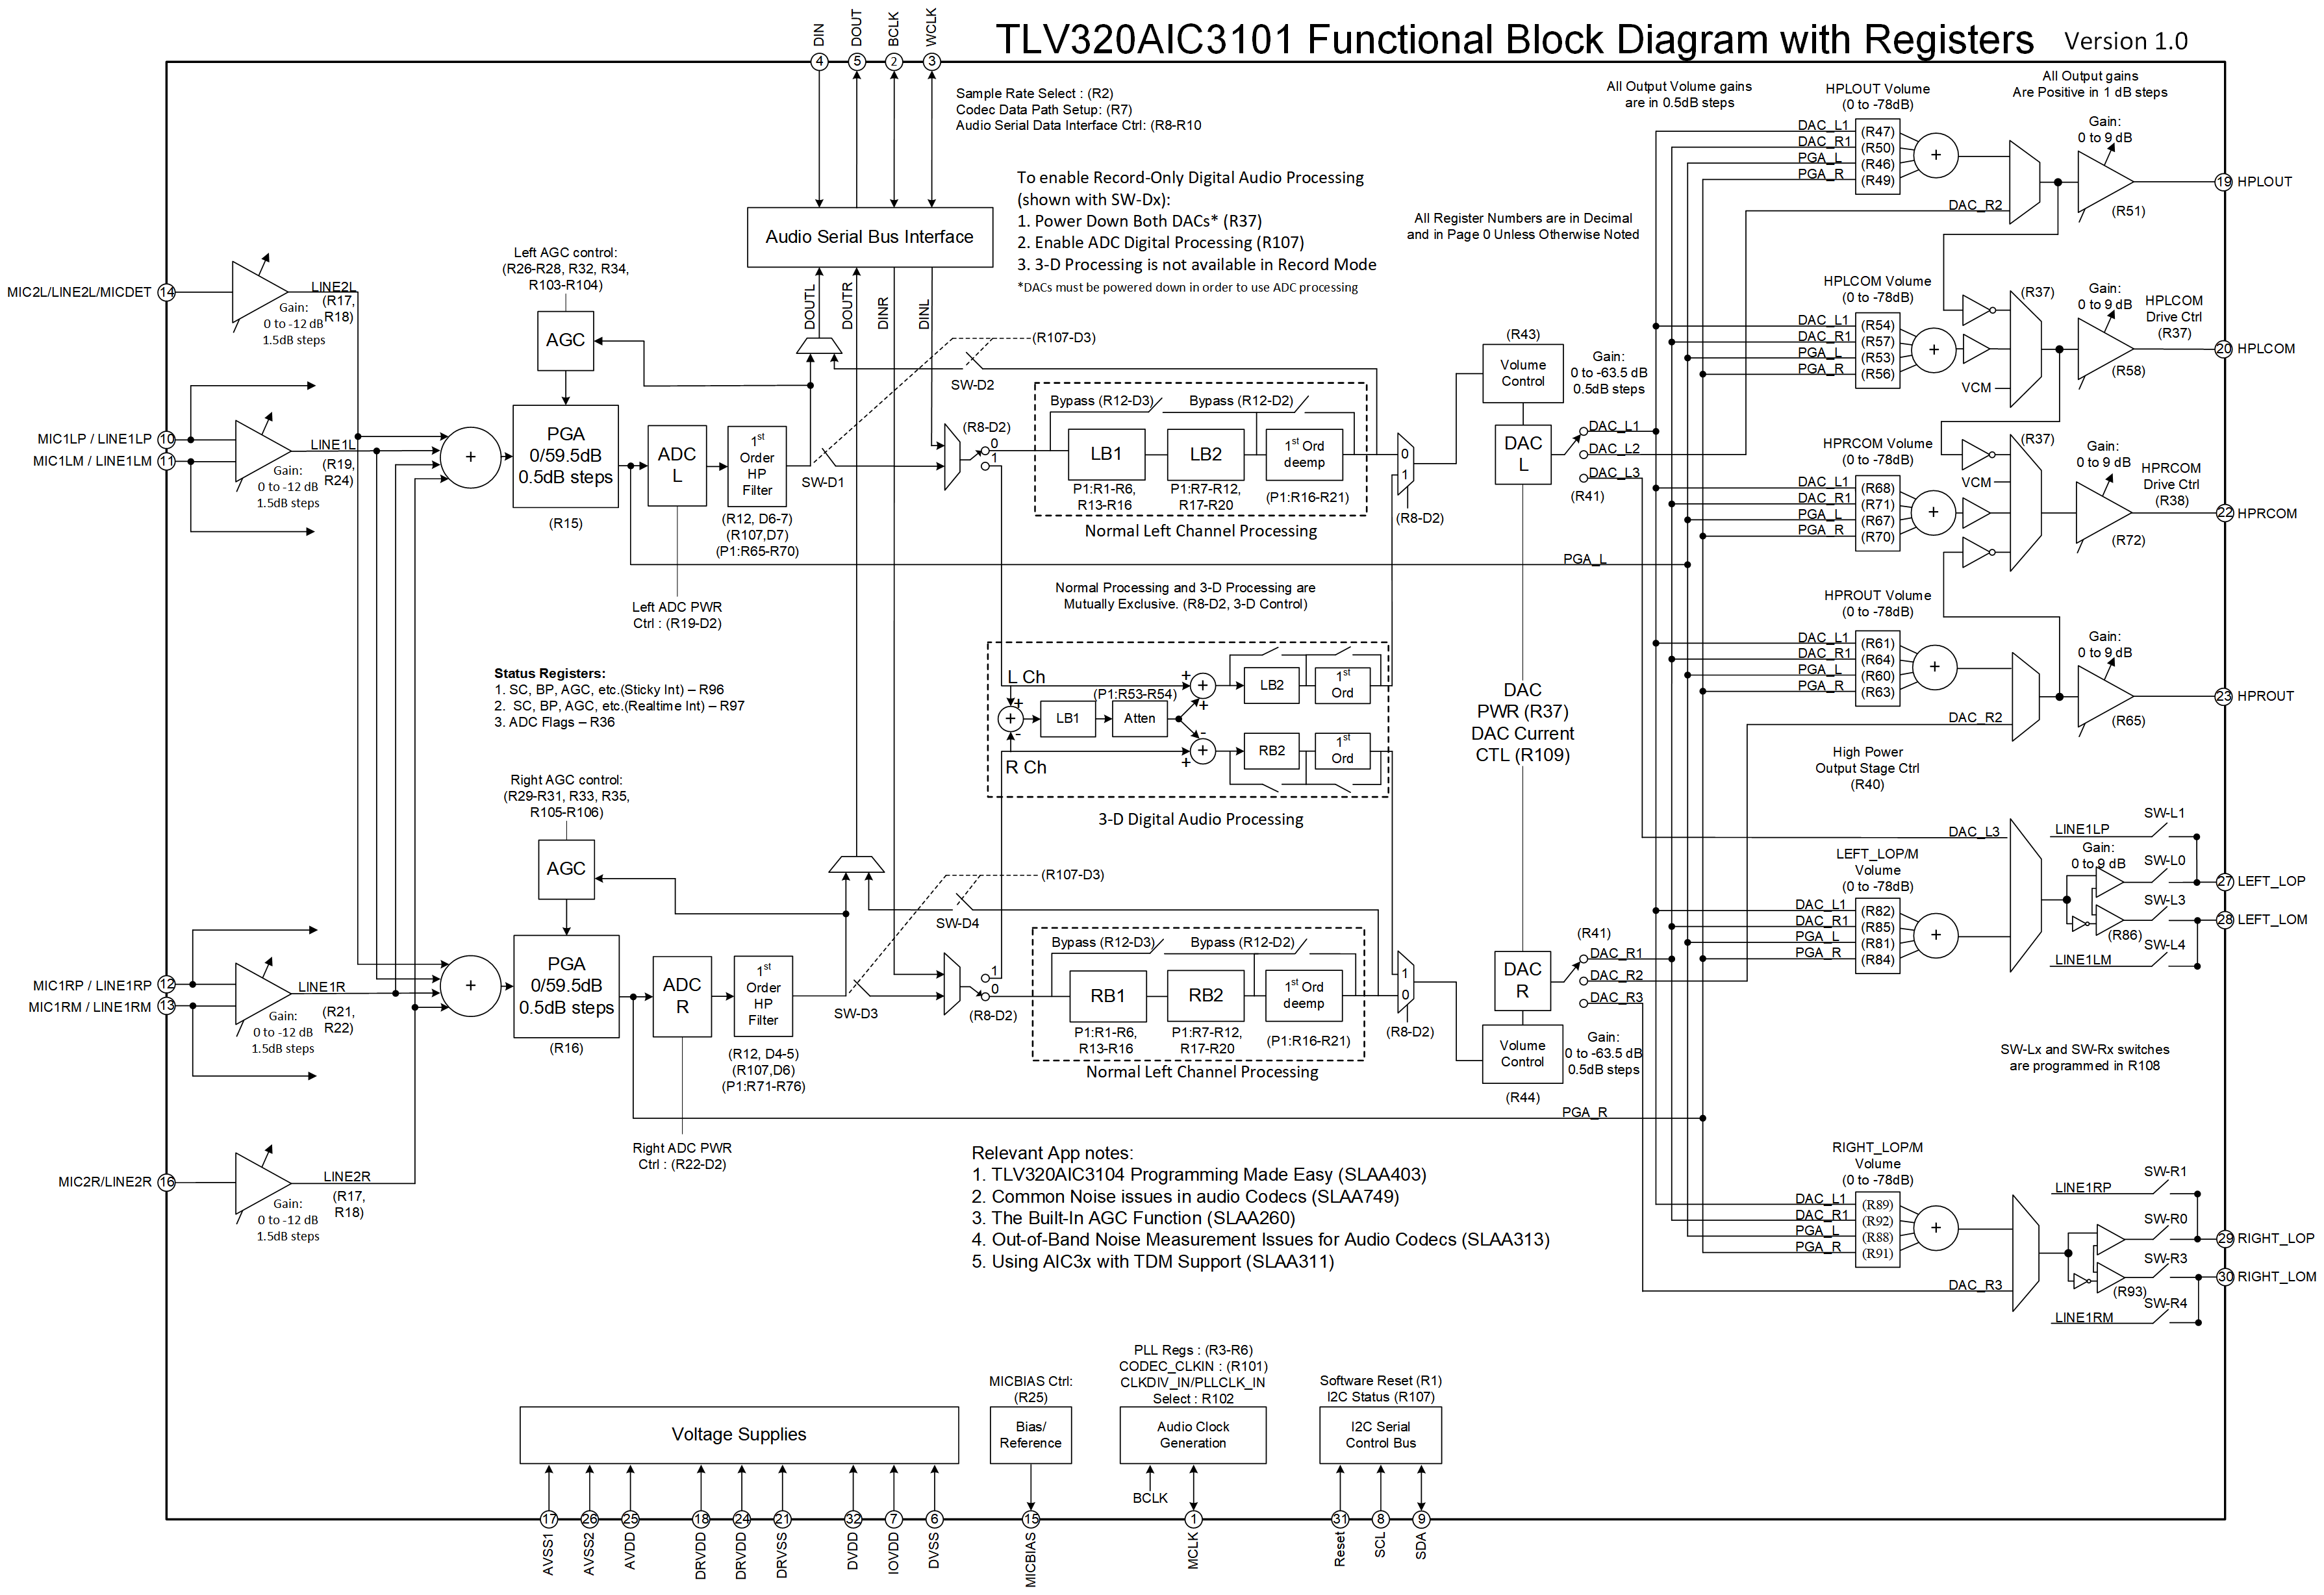 TLV320AIC3101 Functional Block Diagram with Registers Version 1.0
DIN
DOUT
BCLK
WCLK
4
5
2
3
Sample Rate Select : (R2)
Codec Data Path Setup: (R7)
Audio Serial Data Interface Ctrl: (R8-R10
To enable Record-Only Digital Audio Processing
(shown with SW-Dx):
1. Power Down Both DACs* (R37)
2. Enable ADC Digital Processing (R107)
3. 3-D Processing is not available in Record Mode
*DACs must be powered down in order to use ADC processing
All Register Numbers are in Decimal
and in Page 0 Unless Otherwise Noted
All Output Volume gains
are in 0.5dB steps
All Output gains
Are Positive in 1 dB steps
Audio Serial Bus Interface
DOUTL
DOUTR
DINR
DINL
MIC2L/LINE2L/MICDET
14
LINE2L
(R17,
R18)
Gain:
0 to -12 dB
1.5dB steps
MIC1LP / LINE1LP
10
MIC1LM / LINE1LM
11
LINE1L
(R19,
R24)
Gain:
0 to -12 dB
1.5dB steps
+
Left AGC control:
(R26-R28, R32, R34,
R103-R104)
AGC
PGA
0/59.5dB
0.5dB steps
(R15)
ADC
L
1st
Order
HP
Filter
(R12, D6-7)
(R107,D7)
(P1:R65-R70)
Left ADC PWR
Ctrl : (R19-D2)
SW-D1
SW-D2
(R107-D3)
(R8-D2)
0
1
Bypass (R12-D3)
Bypass (R12-D2)
LB1
LB2
1st Ord
deemp
P1:R1-R6,
R13-R16
P1:R7-R12,
R17-R20
(P1:R16-R21)
Normal Left Channel Processing
0
1
(R8-D2)
(R43)
Volume
Control
Gain:
0 to -63.5 dB
0.5dB steps
DAC
L
DAC_L1
DAC_L2
DAC_L3
(R41)
PGA_L
Normal Processing and 3-D Processing are
Mutually Exclusive. (R8-D2, 3-D Control)
L Ch
R Ch
+
+
-
LB1
(P1:R53-R54)
Atten
+
+
+
-
+
+
LB2
1st
Ord
RB2
1st
Ord
3-D Digital Audio Processing
DAC
PWR (R37)
DAC Current
CTL (R109)
Status Registers:
1. SC, BP, AGC, etc.(Sticky Int) – R96
2. SC, BP, AGC, etc.(Realtime Int) – R97
3. ADC Flags – R36
Right AGC control:
(R29-R31, R33, R35,
R105-R106)
AGC
MIC1RP / LINE1RP
12
MIC1RM / LINE1RM
13
LINE1R
(R21,
R22)
Gain:
0 to -12 dB
1.5dB steps
+
PGA
0/59.5dB
0.5dB steps
(R16)
ADC
R
1st
Order
HP
Filter
(R12, D4-5)
(R107,D6)
(P1:R71-R76)
Right ADC PWR
Ctrl : (R22-D2)
SW-D3
SW-D4
(R107-D3)
1
0
(R8-D2)
Bypass (R12-D3)
Bypass (R12-D2)
RB1
RB2
1st Ord
deemp
P1:R1-R6,
R13-R16
P1:R7-R12,
R17-R20
(P1:R16-R21)
Normal Left Channel Processing
1
0
(R8-D2)
DAC
R
(R41)
DAC_R1
DAC_R2
DAC_R3
Volume
Control
(R44)
Gain:
0 to -63.5 dB
0.5dB steps
PGA_R
MIC2R/LINE2R
16
LINE2R
(R17,
R18)
Gain:
0 to -12 dB
1.5dB steps
Relevant App notes:
1. TLV320AIC3104 Programming Made Easy (SLAA403)
2. Common Noise issues in audio Codecs (SLAA749)
3. The Built-In AGC Function (SLAA260)
4. Out-of-Band Noise Measurement Issues for Audio Codecs (SLAA313)
5. Using AIC3x with TDM Support (SLAA311)
HPLOUT Volume
(0 to -78dB)
DAC_L1 (R47)
DAC_R1 (R50)
PGA_L (R46)
PGA_R (R49)
+
DAC_R2
Gain:
0 to 9 dB
(R51)
19 HPLOUT
HPLCOM Volume
(0 to -78dB)
DAC_L1 (R54)
DAC_R1 (R57)
PGA_L (R53)
PGA_R (R56)
+
VCM
(R37)
Gain:
0 to 9 dB
(R58)
HPLCOM
Drive Ctrl
(R37)
20 HPLCOM
HPRCOM Volume
(0 to -78dB)
DAC_L1 (R68)
DAC_R1 (R71)
PGA_L (R67)
PGA_R (R70)
+
VCM
(R37)
Gain:
0 to 9 dB
(R72)
HPRCOM
Drive Ctrl
(R38)
22 HPRCOM
HPROUT Volume
(0 to -78dB)
DAC_L1 (R61)
DAC_R1 (R64)
PGA_L (R60)
PGA_R (R63)
+
DAC_R2
Gain:
0 to 9 dB
(R65)
23 HPROUT
High Power
Output Stage Ctrl
(R40)
DAC_L3
LEFT_LOP/M
Volume
(0 to -78dB)
DAC_L1 (R82)
DAC_R1 (R85)
PGA_L (R81)
PGA_R (R84)
+
LINE1LP
SW-L1
Gain:
0 to 9 dB
SW-L0
SW-L3
(R86)
SW-L4
LINE1LM
27 LEFT_LOP
28 LEFT_LOM
SW-Lx and SW-Rx switches
are programmed in R108
RIGHT_LOP/M
Volume
(0 to -78dB)
DAC_L1 (R89)
DAC_R1 (R92)
PGA_L (R88)
PGA_R (R91)
+
DAC_R3
LINE1RP
SW-R1
SW-R0
SW-R3
(R93)
SW-R4
LINE1RM
29 RIGHT_LOP
30 RIGHT_LOM
Voltage Supplies
MICBIAS Ctrl:
(R25)
Bias/
Reference
PLL Regs : (R3-R6)
CODEC_CLKIN : (R101)
CLKDIV_IN/PLLCLK_IN
Select : R102
Audio Clock
Generation
BCLK
Software Reset (R1)
I2C Status (R107)
I2C Serial
Control Bus
17
26
25
18
24
21
32
7
6
15
1
31
8
9
AVSS1
AVSS2
AVDD
DRVDD
DRVDD
DRVSS
DVDD
IOVDD
DVSS
MICBIAS
MCLK
Reset
SCL
SDA